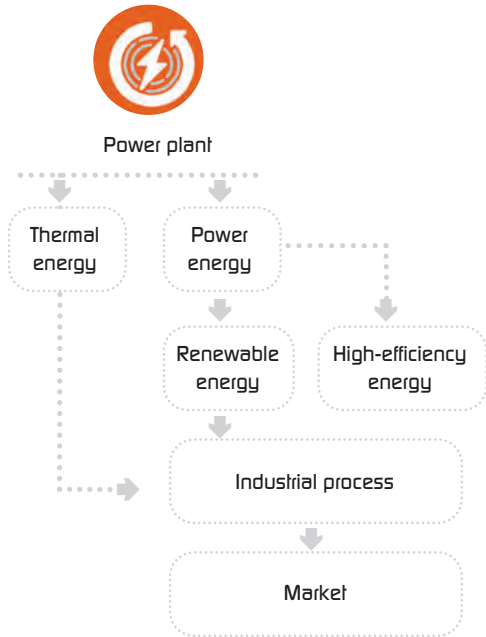 Power plant
Thermal
energy
Power
energy
Renewable
energy
High-efficiency
energy
Industrial process
Market